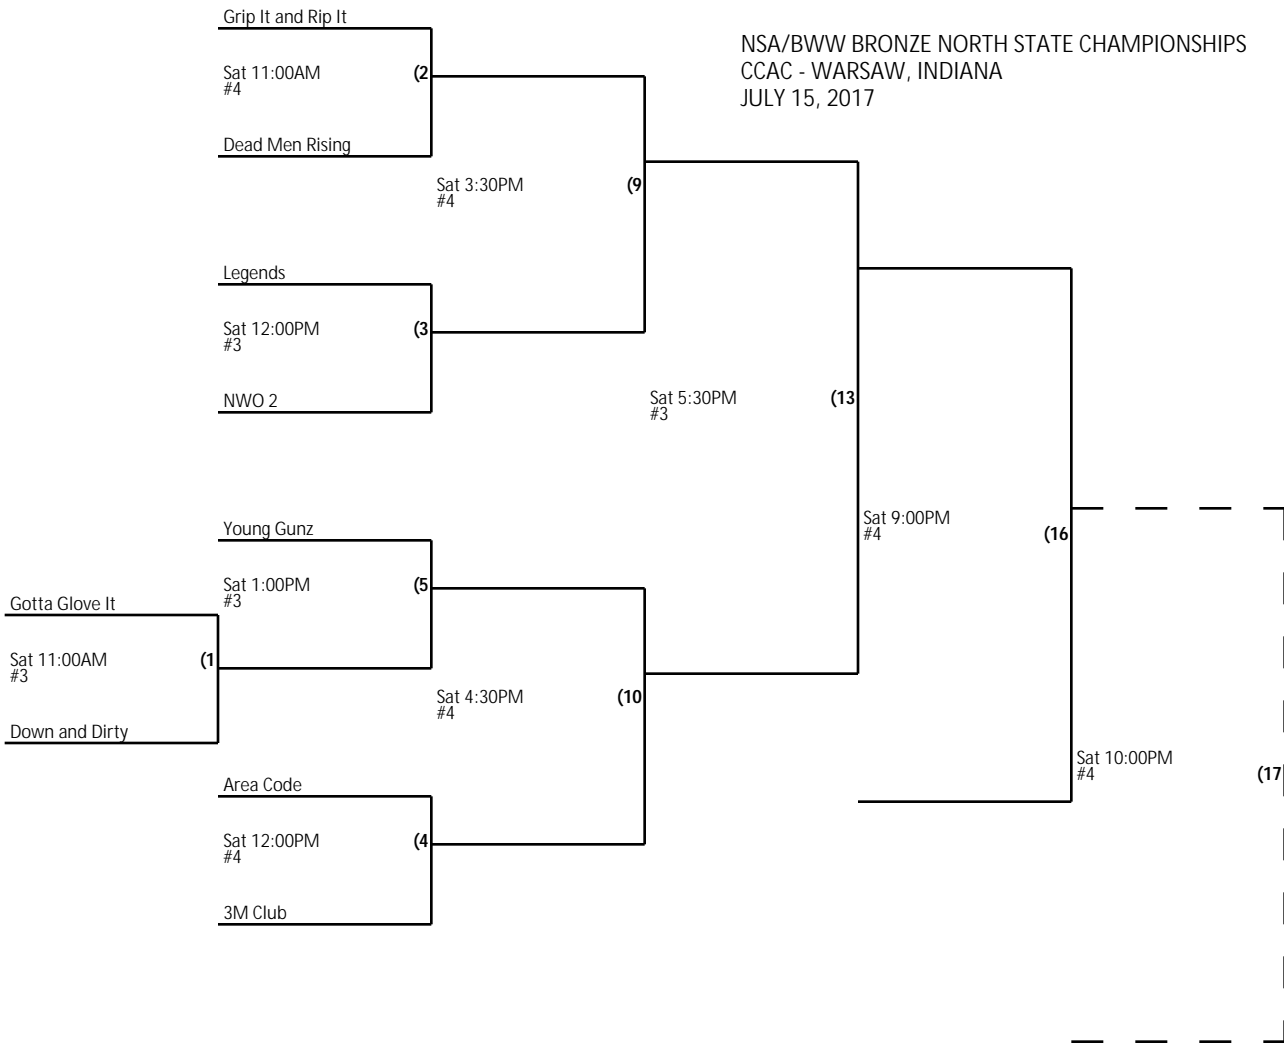 Grip It and Rip It
NSA/BWW BRONZE NORTH STATE CHAMPIONSHIPS
CCAC - WARSAW, INDIANA
JULY 15, 2017
Sat 11:00AM
#4
(2
Dead Men Rising
Sat 3:30PM
#4
(9
Legends
Sat 12:00PM
#3
(3
NWO 2
Sat 5:30PM
#3
(13
Young Gunz
Sat 9:00PM
#4
(16
Sat 1:00PM
#3
(5
Gotta Glove It
Sat 11:00AM
#3
(1
Down and Dirty
Sat 4:30PM
#4
(10
Area Code
Sat 10:00PM
#4
(17
Sat 12:00PM
#4
(4
3M Club